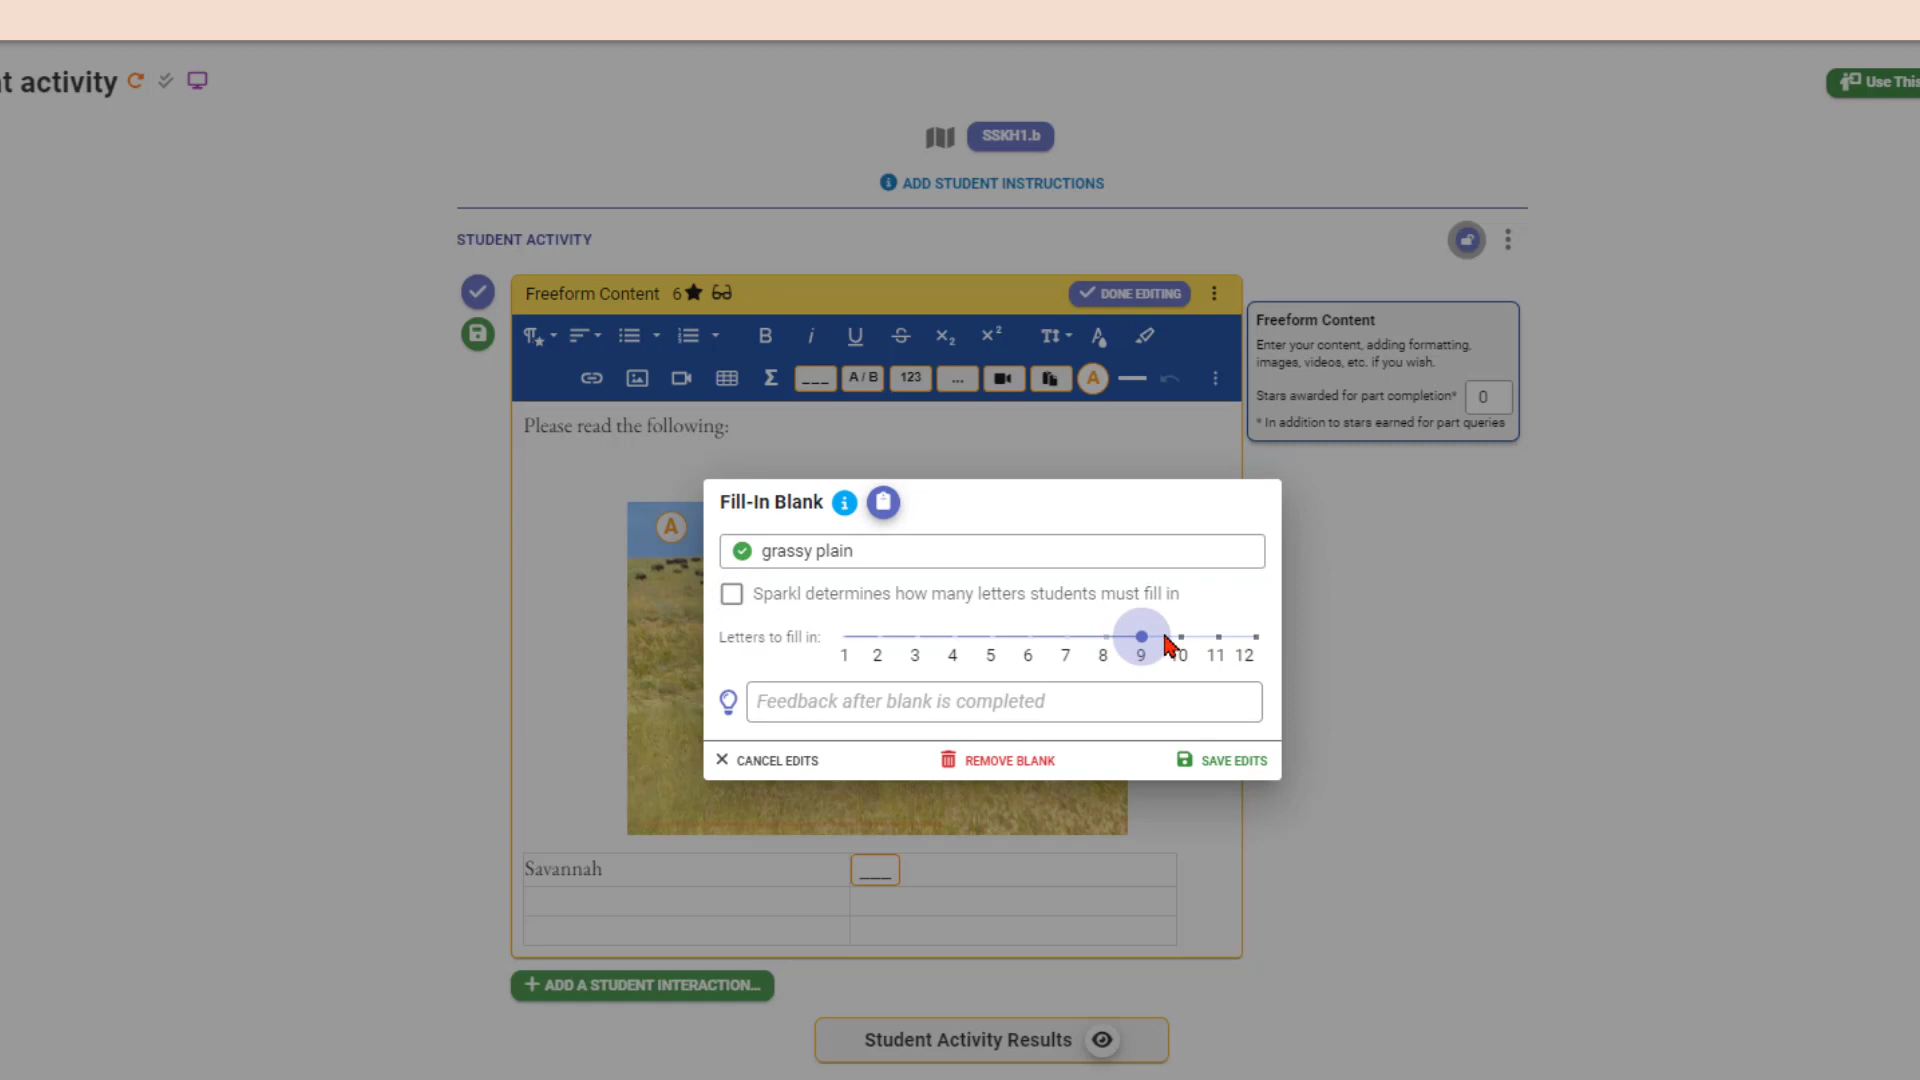 t activity
Use This
SSKH1.b
ADD STUDENT INSTRUCTIONS
STUDENT ACTIVITY
Freeform Content 6
DONE EDITING
A / B
123
...
A
Freeform Content
Enter your content, adding formatting,
images, videos, etc. if you wish.
Stars awarded for part completion* 0
* In addition to stars earned for part queries
Please read the following:
A
Fill-In Blank
grassy plain
Sparkl determines how many letters students must fill in
Letters to fill in:
1 2 3 4 5 6 7 8 9 10 11 12
Feedback after blank is completed
CANCEL EDITS
REMOVE BLANK
SAVE EDITS
Savannah ___
+ ADD A STUDENT INTERACTION...
Student Activity Results